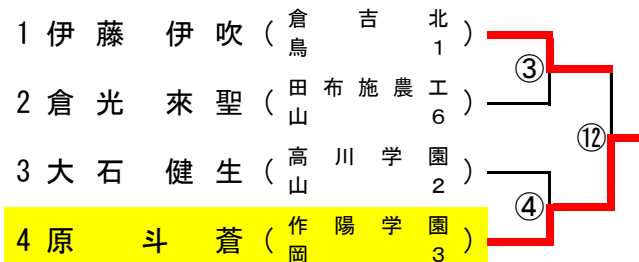 1 伊藤 伊吹 (倉吉北 鳥1)
③
2 倉光 來聖 (田布施農工 山6)
⑫
3 大石 健生 (高川学園 山2)
④
4 原 斗蒼 (作陽学園 岡3)